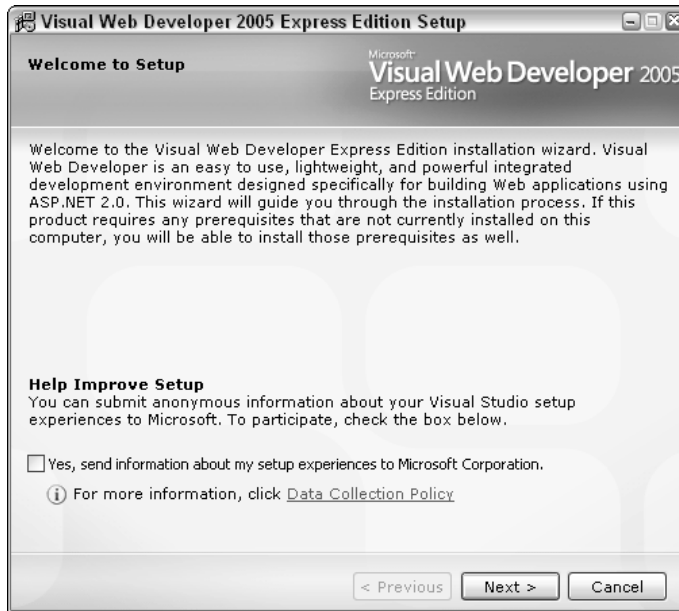 Visual Web Developer 2005 Express Edition Setup
Welcome to Setup
Microsoft
Visual Web Developer 2005
Express Edition
Welcome to the Visual Web Developer Express Edition installation wizard. Visual
Web Developer is an easy to use, lightweight, and powerful integrated
development environment designed specifically for building Web applications using
ASP.NET 2.0. This wizard will guide you through the installation process. If this
product requires any prerequisites that are not currently installed on this
computer, you will be able to install those prerequisites as well.
Help Improve Setup
You can submit anonymous information about your Visual Studio setup
experiences to Microsoft. To participate, check the box below.
Yes, send information about my setup experiences to Microsoft Corporation.
For more information, click Data Collection Policy
< Previous Next > Cancel